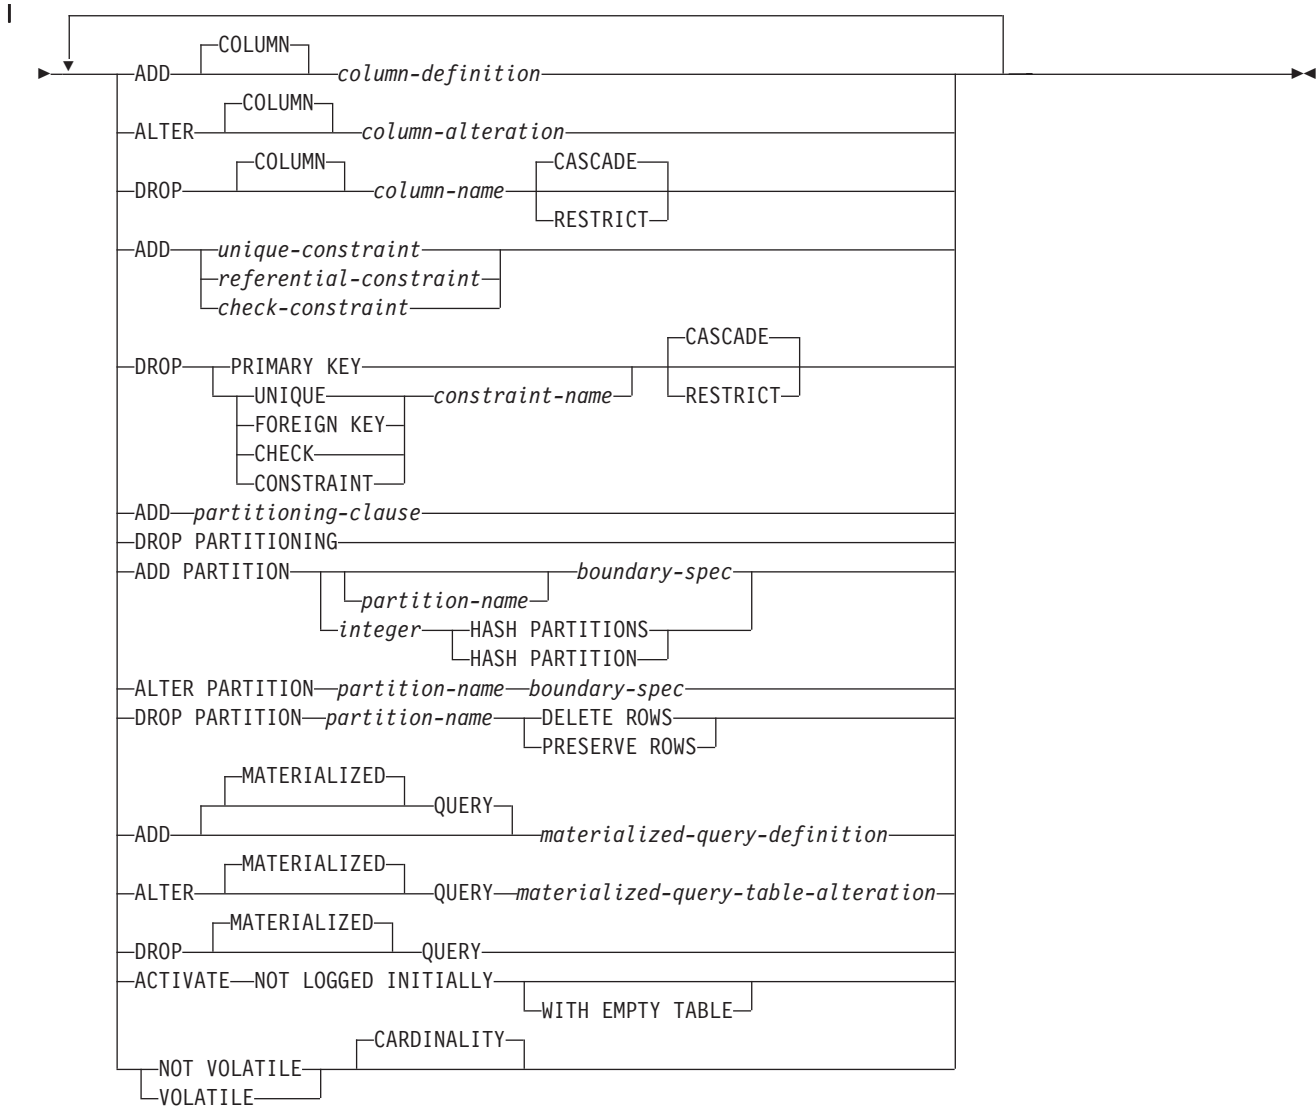 COLUMN
ADD column-definition
COLUMN
ALTER column-alteration
COLUMN CASCADE
DROP column-name
RESTRICT
ADD unique-constraint
referential-constraint
check-constraint
CASCADE
DROP PRIMARY KEY
UNIQUE constraint-name RESTRICT
FOREIGN KEY
CHECK
CONSTRAINT
ADD partitioning-clause
DROP PARTITIONING
ADD PARTITION boundary-spec
partition-name
integer HASH PARTITIONS
HASH PARTITION
ALTER PARTITION partition-name boundary-spec
DROP PARTITION partition-name DELETE ROWS
PRESERVE ROWS
MATERIALIZED
QUERY
ADD materialized-query-definition
MATERIALIZED
ALTER QUERY materialized-query-table-alteration
MATERIALIZED
DROP QUERY
ACTIVATE NOT LOGGED INITIALLY
WITH EMPTY TABLE
CARDINALITY
NOT VOLATILE
VOLATILE